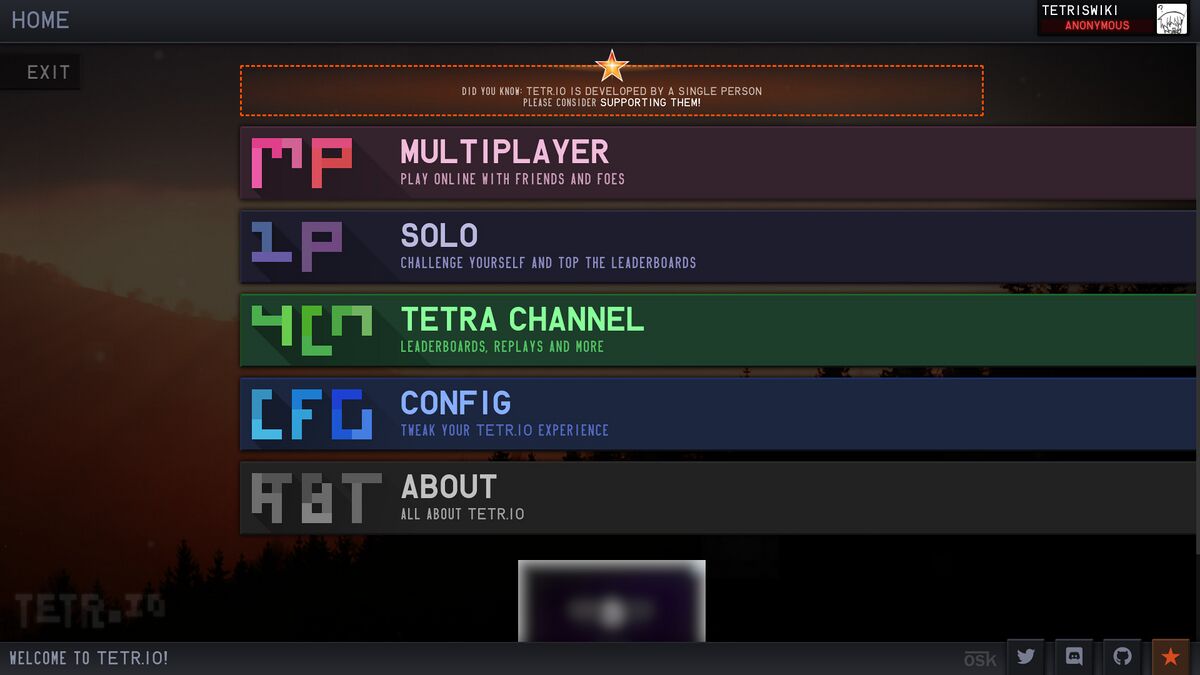 HOME
TETRISWIKI
ANONYMOUS
EXIT
DID YOU KNOW: TETR.IO IS DEVELOPED BY A SINGLE PERSON
PLEASE CONSIDER SUPPORTING THEM!
MP
MULTIPLAYER
PLAY ONLINE WITH FRIENDS AND FOES
1P
SOLO
CHALLENGE YOURSELF AND TOP THE LEADERBOARDS
4CH
TETRA CHANNEL
LEADERBOARDS, REPLAYS AND MORE
CFG
CONFIG
TWEAK YOUR TETR.IO EXPERIENCE
ABT
ABOUT
ALL ABOUT TETR.IO
TETR.IO
WELCOME TO TETR.IO!
osk